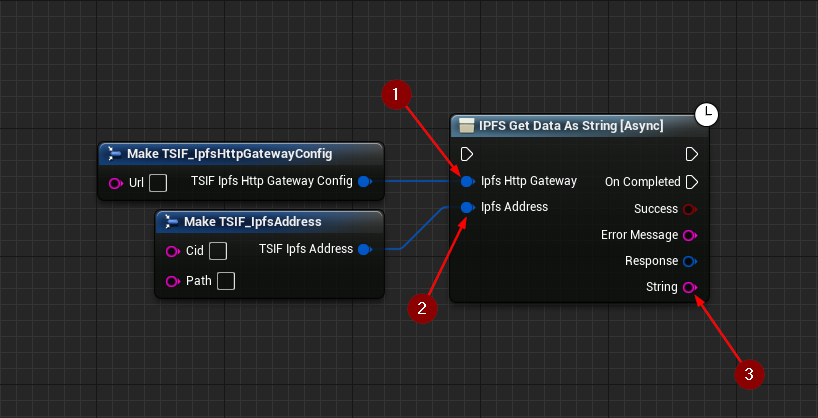 1
IPFS Get Data As String [Async]
Make TSIF_IpfsHttpGatewayConfig
Url TSIF Ipfs Http Gateway Config
Ipfs Http Gateway On Completed
Make TSIF_IpfsAddress
Ipfs Address Success
Cid TSIF Ipfs Address
Error Message
Path
Response
String
2
3